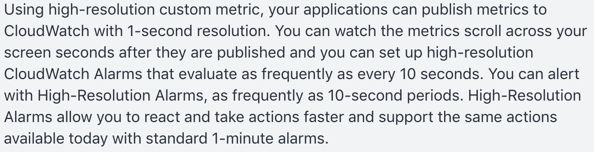 Using high-resolution custom metric, your applications can publish metrics to
CloudWatch with 1-second resolution. You can watch the metrics scroll across your
screen seconds after they are published and you can set up high-resolution
CloudWatch Alarms that evaluate as frequently as every 10 seconds. You can alert
with High-Resolution Alarms, as frequently as 10-second periods. High-Resolution
Alarms allow you to react and take actions faster and support the same actions
available today with standard 1-minute alarms.